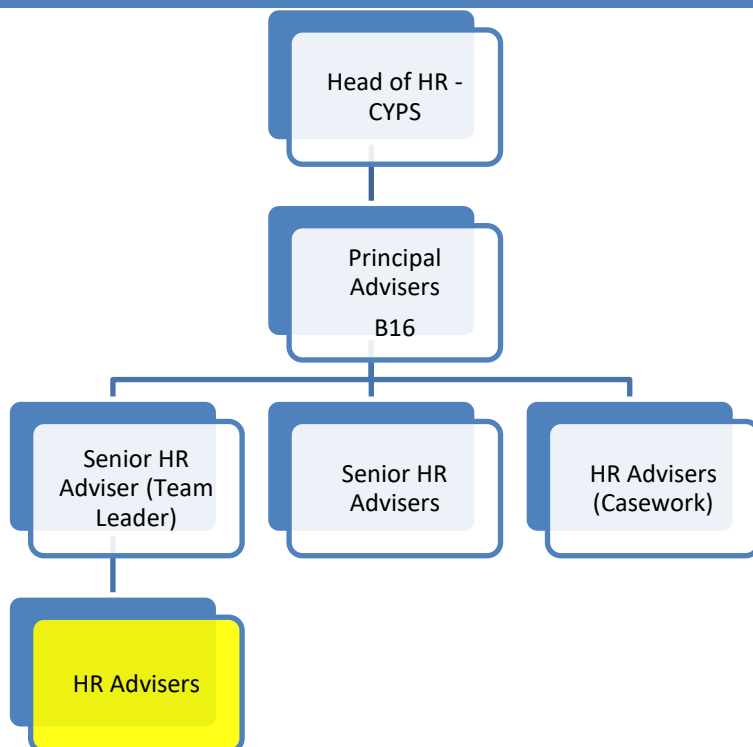 Head of HR -
CYPS
Principal
Advisers
B16
Senior HR
Adviser (Team
Leader)
Senior HR
Advisers
HR Advisers
(Casework)
HR Advisers